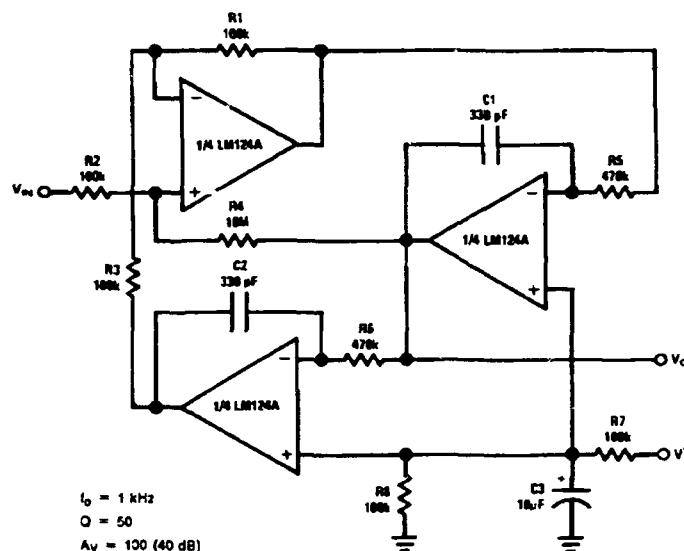 R1
100k
C1
330 pF
R2
100k
1/4 LM124A
R5
470k
VIN
R4
10M
1/4 LM124A
R3
100k
C2
330 pF
R6
470k
VO
1/4 LM124A
R7
100k
V
R8
100k
C3
10μF
fo = 1 kHz
Q = 50
AV = 100 (40 dB)